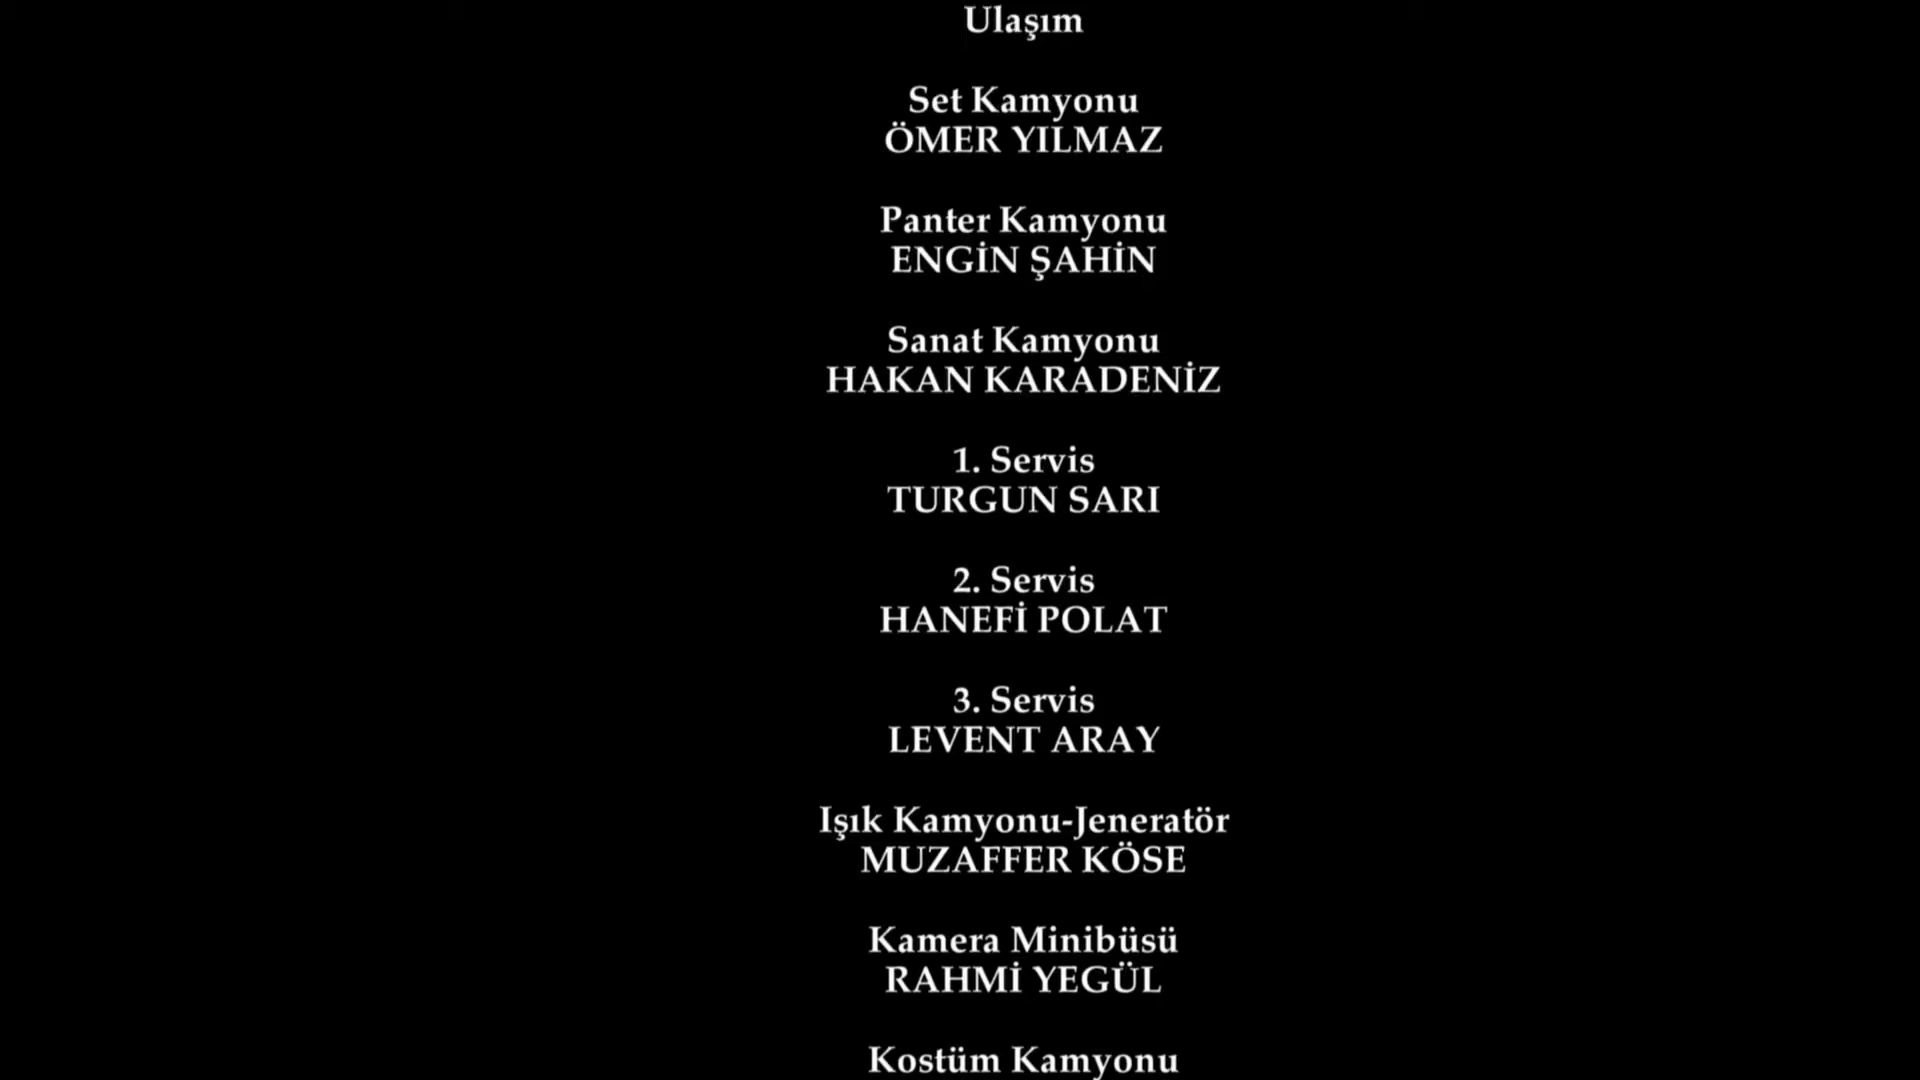 Ulaşım
Set Kamyonu
ÖMER YILMAZ
Panter Kamyonu
ENGİN ŞAHİN
Sanat Kamyonu
HAKAN KARADENİZ
1. Servis
TURGUN SARI
2. Servis
HANEFİ POLAT
3. Servis
LEVENT ARAY
Işık Kamyonu-Jeneratör
MUZAFFER KÖSE
Kamera Minibüsü
RAHMİ YEGÜL
Kostüm Kamyonu